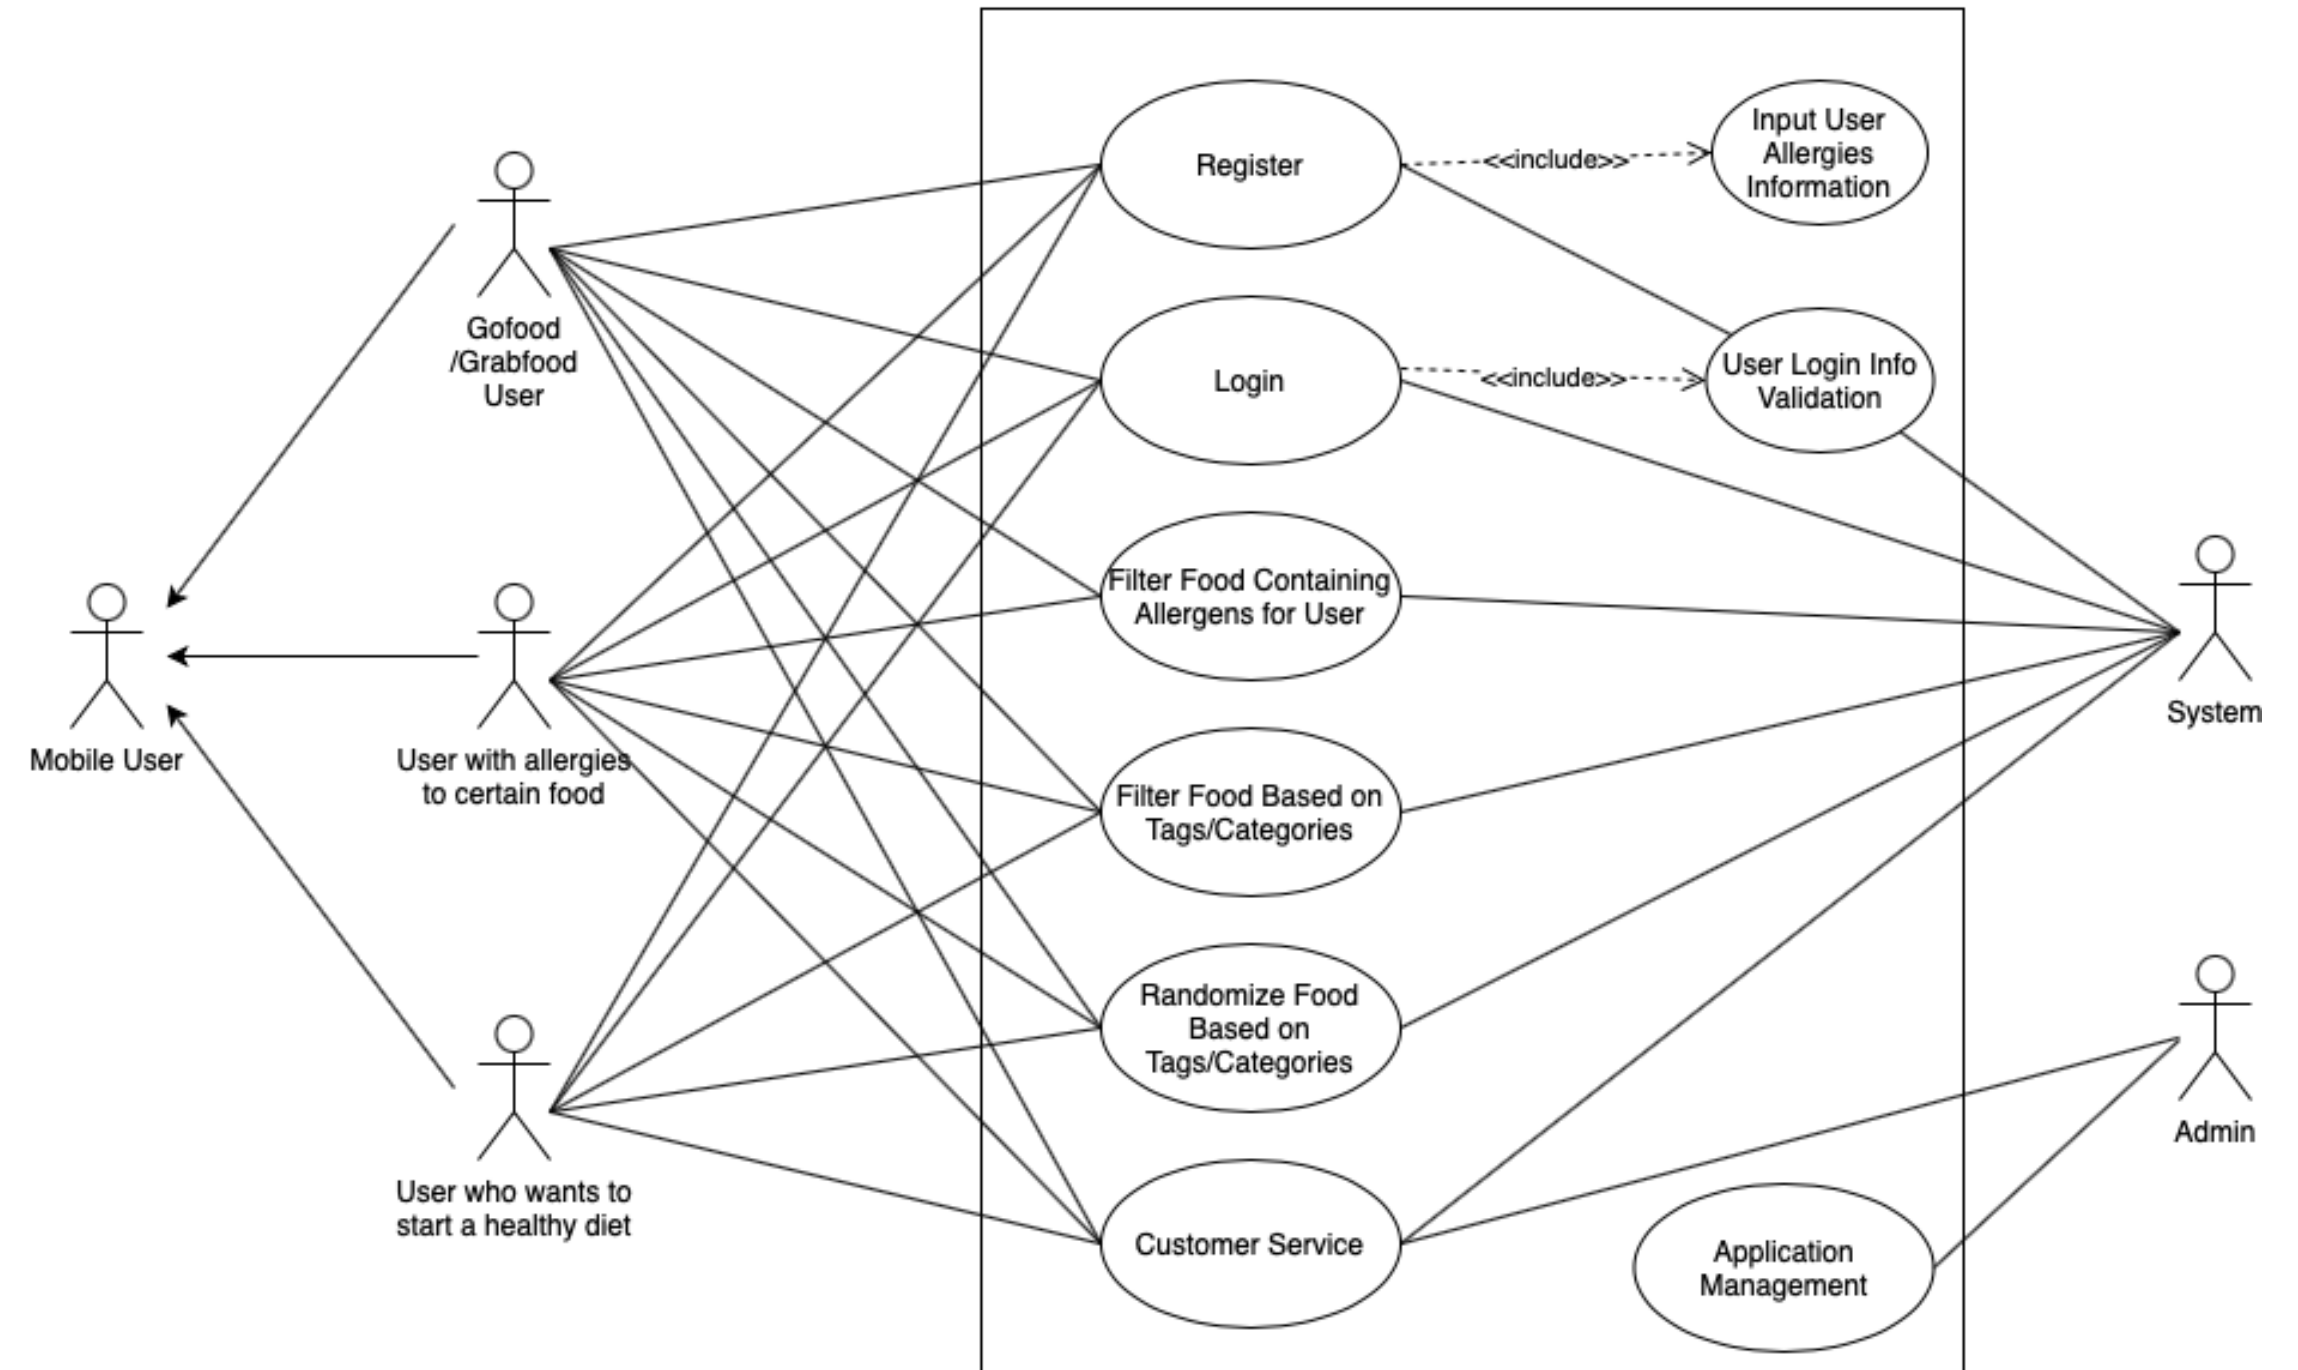 Register
<<include>>
Input User
Allergies
Information
Gofood
/Grabfood
User
Login
<<include>>
User Login Info
Validation
Filter Food Containing
Allergens for User
System
Mobile User
User with allergies
to certain food
Filter Food Based on
Tags/Categories
Randomize Food
Based on
Tags/Categories
Admin
User who wants to
start a healthy diet
Customer Service
Application
Management